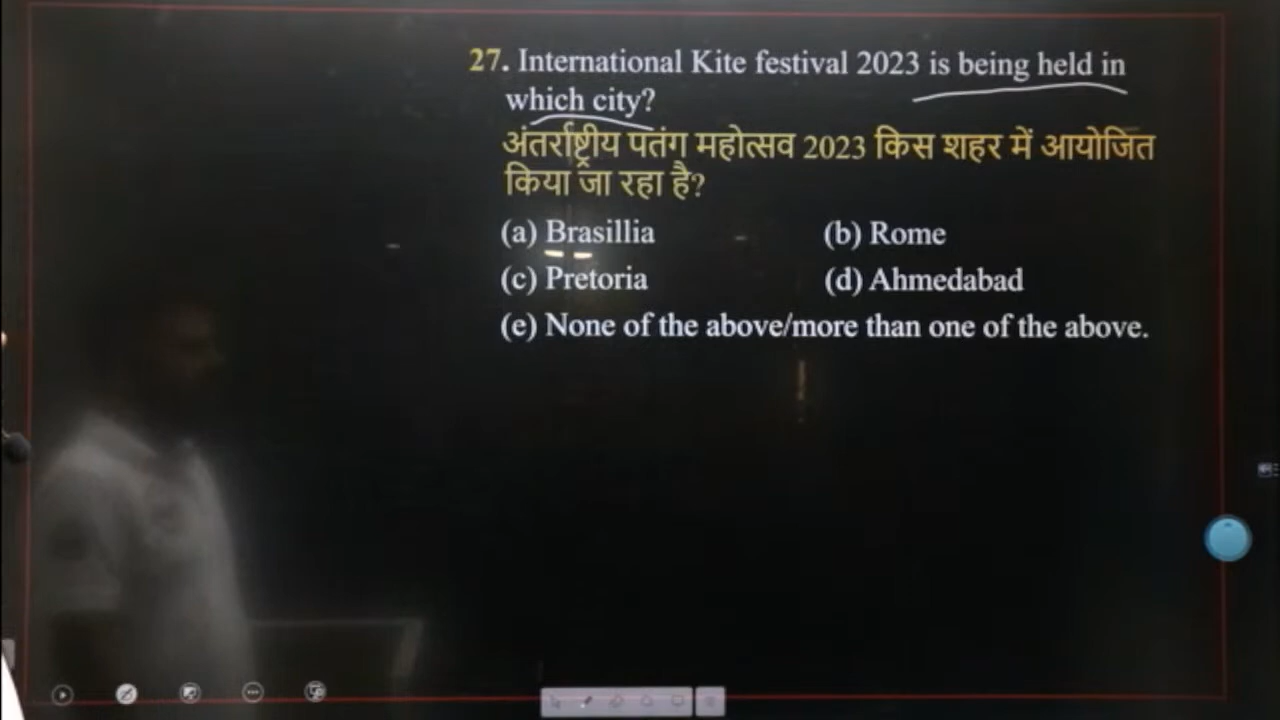 27. International Kite festival 2023 is being held in
which city?
अंतर्राष्ट्रीय पतंग महोत्सव 2023 किस शहर में आयोजित
किया जा रहा है?
(a) Brasillia (b) Rome
(c) Pretoria (d) Ahmedabad
(e) None of the above/more than one of the above.